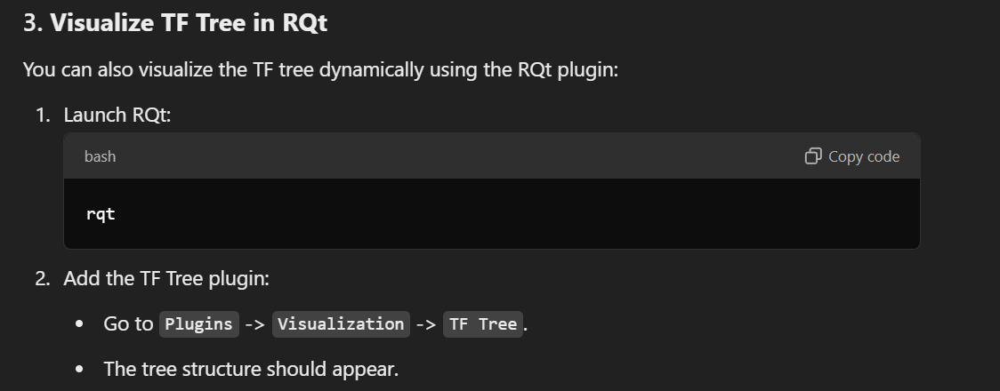 3. Visualize TF Tree in RQt
You can also visualize the TF tree dynamically using the RQt plugin:
1. Launch RQt:
bash
Copy code
rqt
2. Add the TF Tree plugin:
• Go to Plugins -> Visualization -> TF Tree.
• The tree structure should appear.